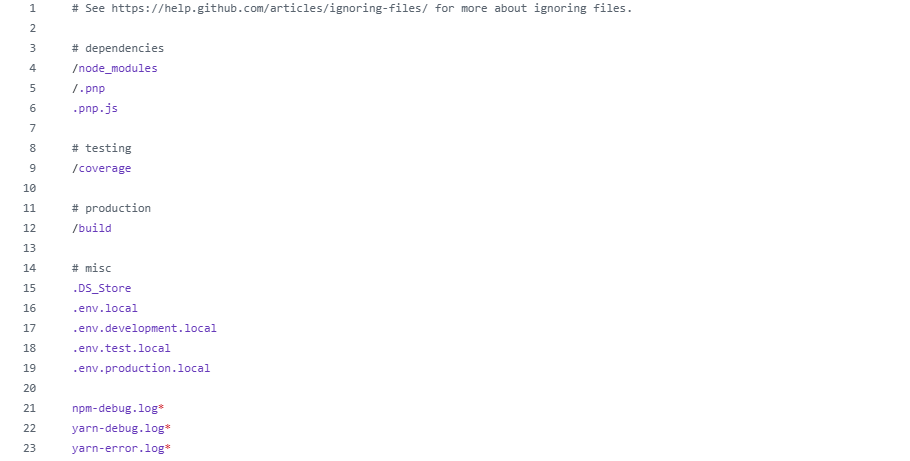 1 # See https://help.github.com/articles/ignoring-files/ for more about ignoring files.
2
3 # dependencies
4 /node_modules
5 /.pnp
6 .pnp.js
7
8 # testing
9 /coverage
10
11 # production
12 /build
13
14 # misc
15 .DS_Store
16 .env.local
17 .env.development.local
18 .env.test.local
19 .env.production.local
20
21 npm-debug.log*
22 yarn-debug.log*
23 yarn-error.log*